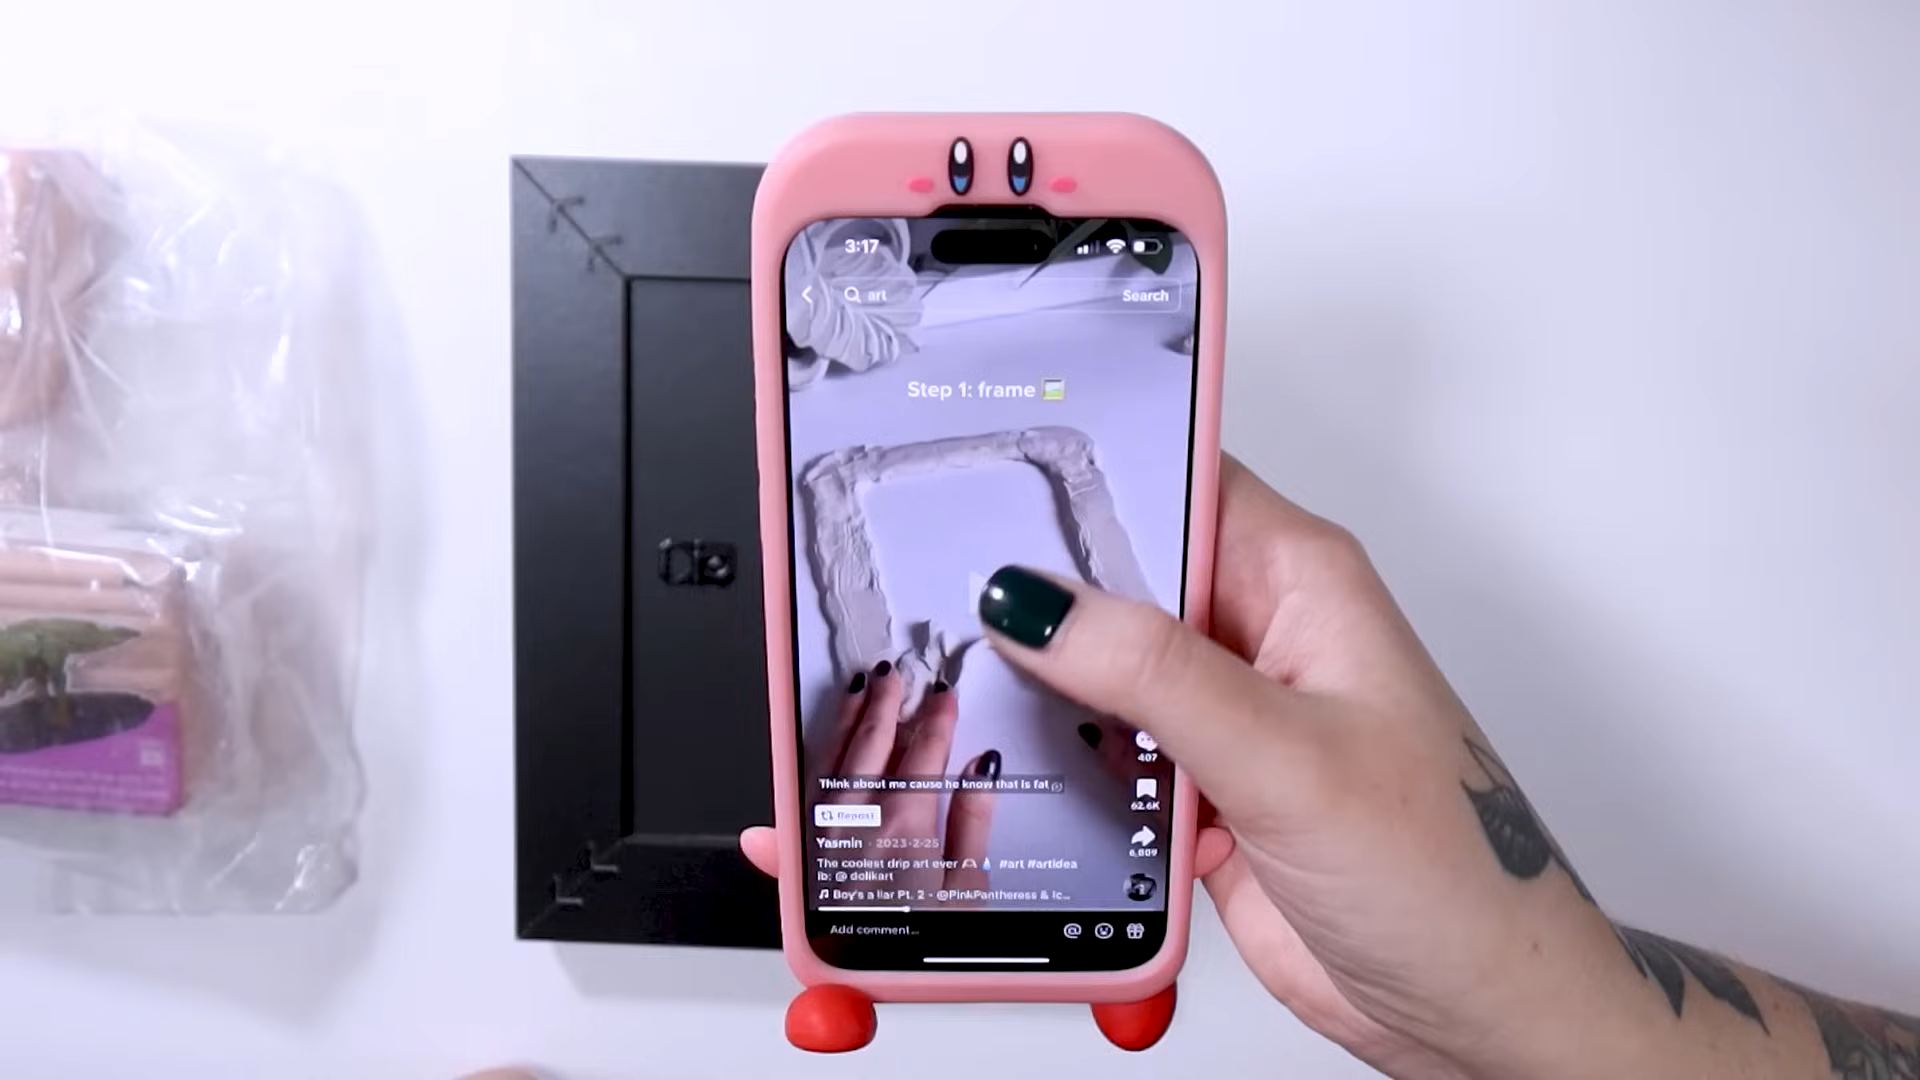 3:17
art
Search
Step 1: frame
407
Think about me cause he know that is fat
62.6K
Repost
6,809
Yasmin · 2023-2-25
The coolest drip art ever #art #artidea
ib: @ dolikart
Boy's a liar Pt. 2 - @PinkPantheress & Ic...
Add comment...